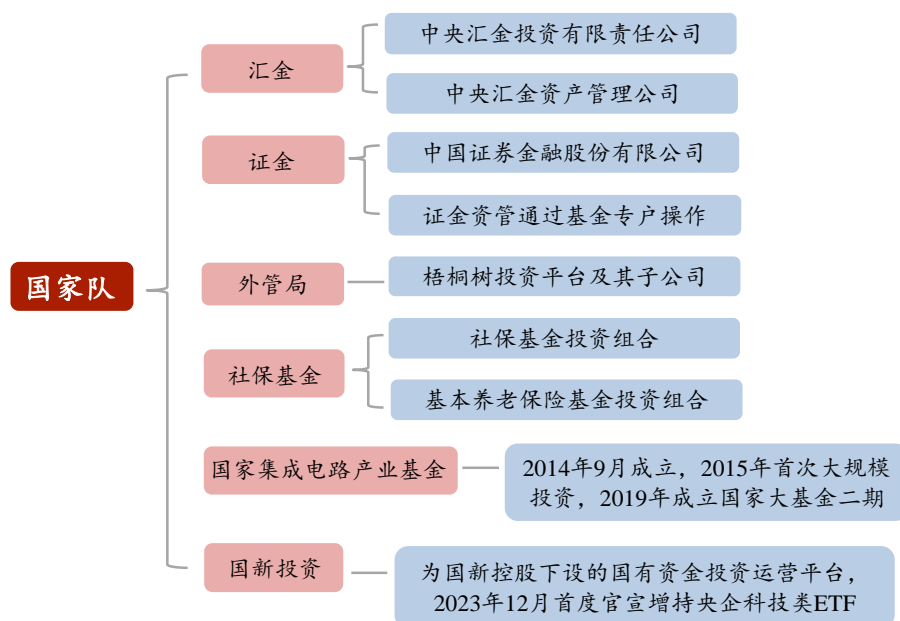 国家队
汇金
中央汇金投资有限责任公司
中央汇金资产管理公司
证金
中国证券金融股份有限公司
证金资管通过基金专户操作
外管局
梧桐树投资平台及其子公司
社保基金
社保基金投资组合
基本养老保险基金投资组合
国家集成电路产业基金
2014年9月成立，2015年首次大规模
投资，2019年成立国家大基金二期
国新投资
为国新控股下设的国有资金投资运营平台，
2023年12月首度官宣增持央企科技类ETF